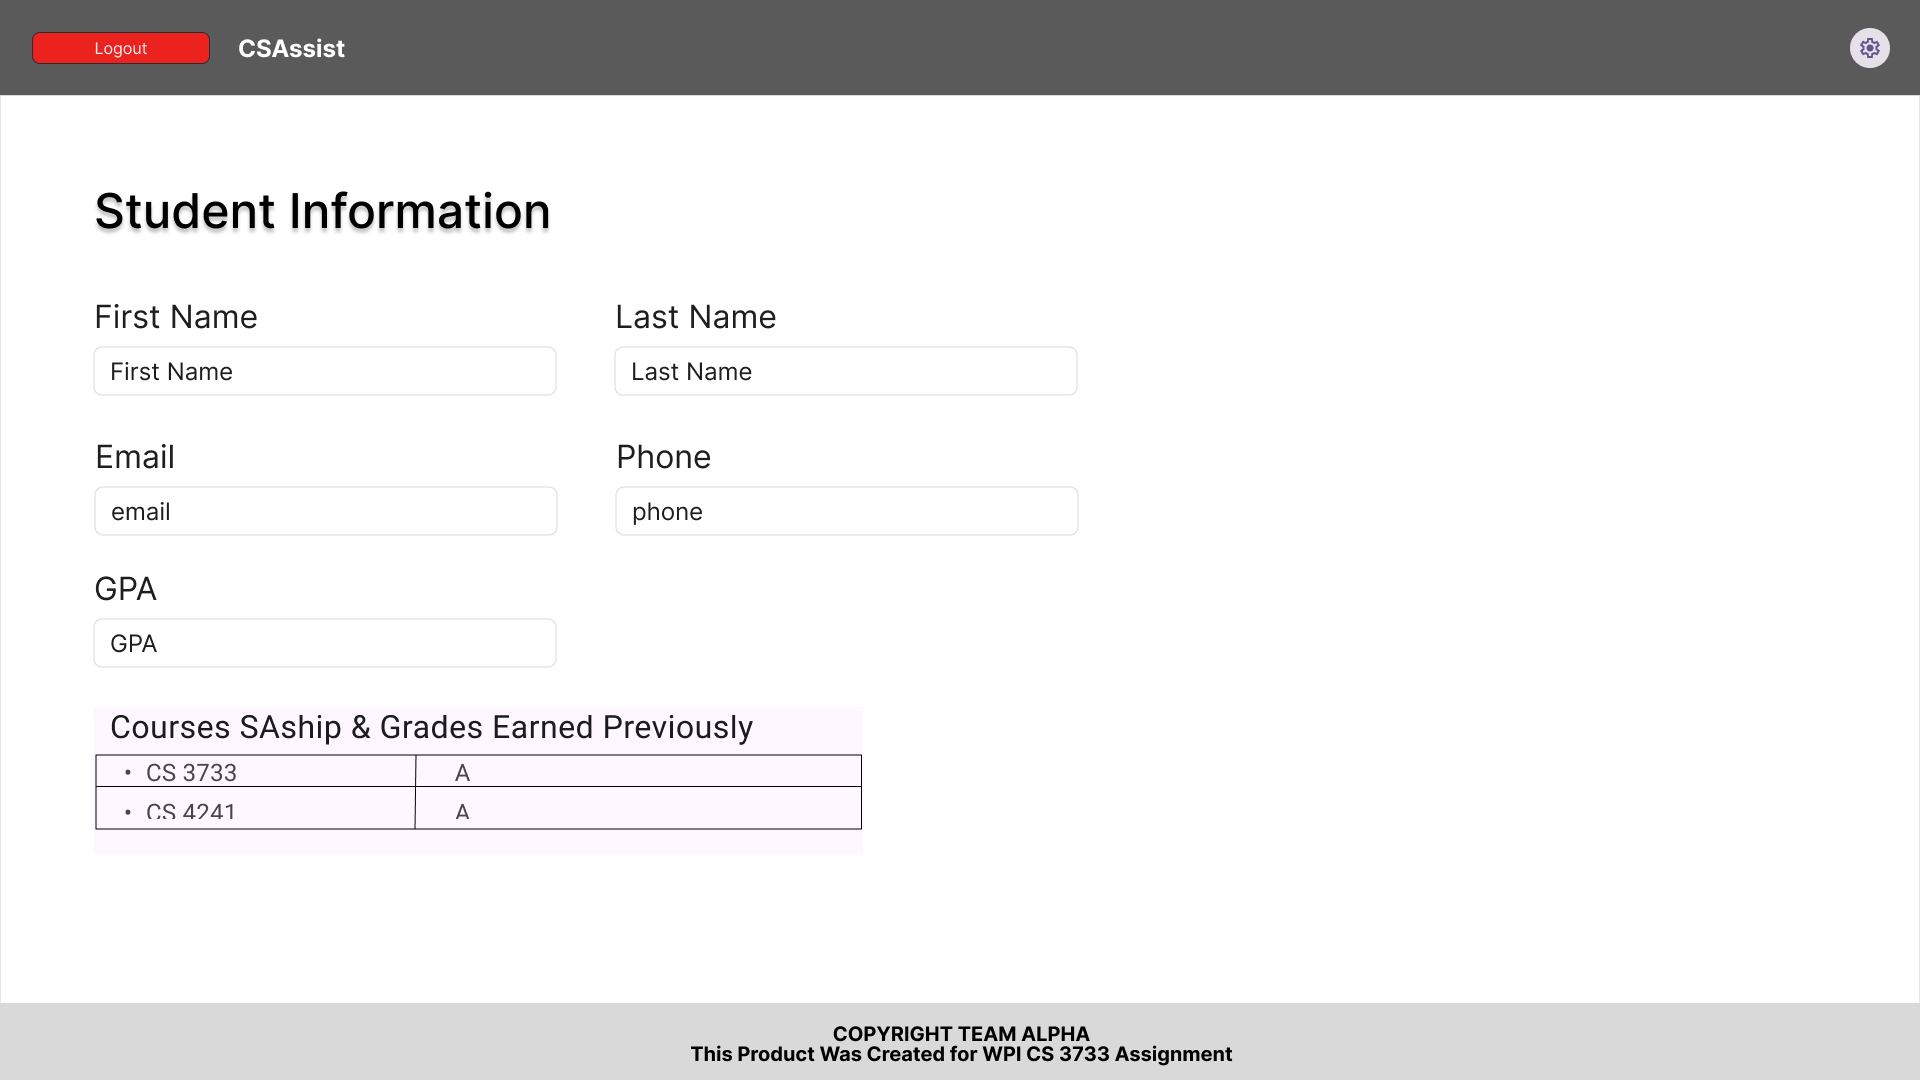 Logout
CSAssist
Student Information
First Name
Last Name
First Name
Last Name
Email
Phone
email
phone
GPA
GPA
Courses SAship & Grades Earned Previously
• CS 3733 A
• CS 4241 A
COPYRIGHT TEAM ALPHA
This Product Was Created for WPI CS 3733 Assignment